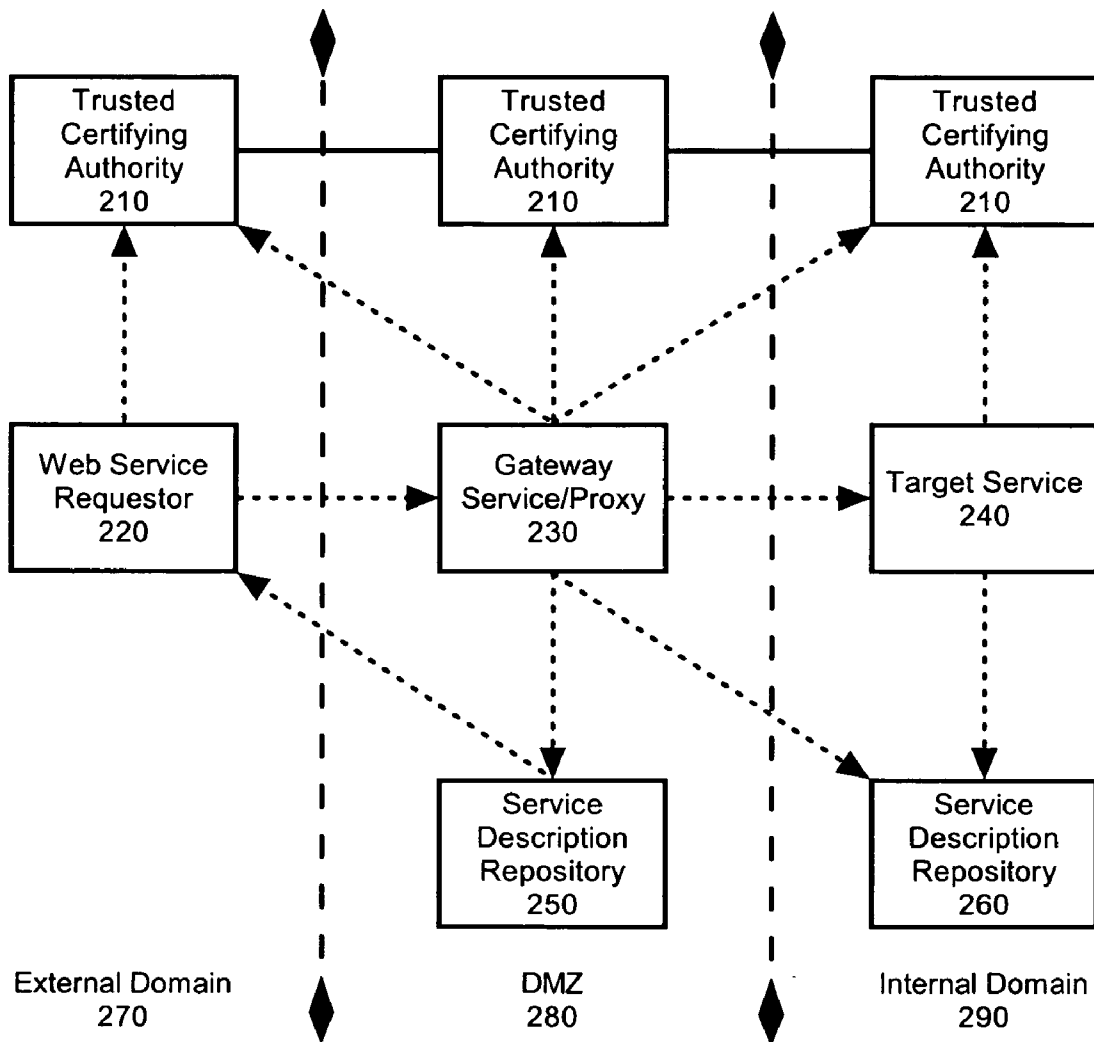 Trusted
Certifying
Authority
210
Trusted
Certifying
Authority
210
Trusted
Certifying
Authority
210
Web Service
Requestor
220
Gateway
Service/Proxy
230
Target Service
240
Service
Description
Repository
250
Service
Description
Repository
260
External Domain
270
DMZ
280
Internal Domain
290